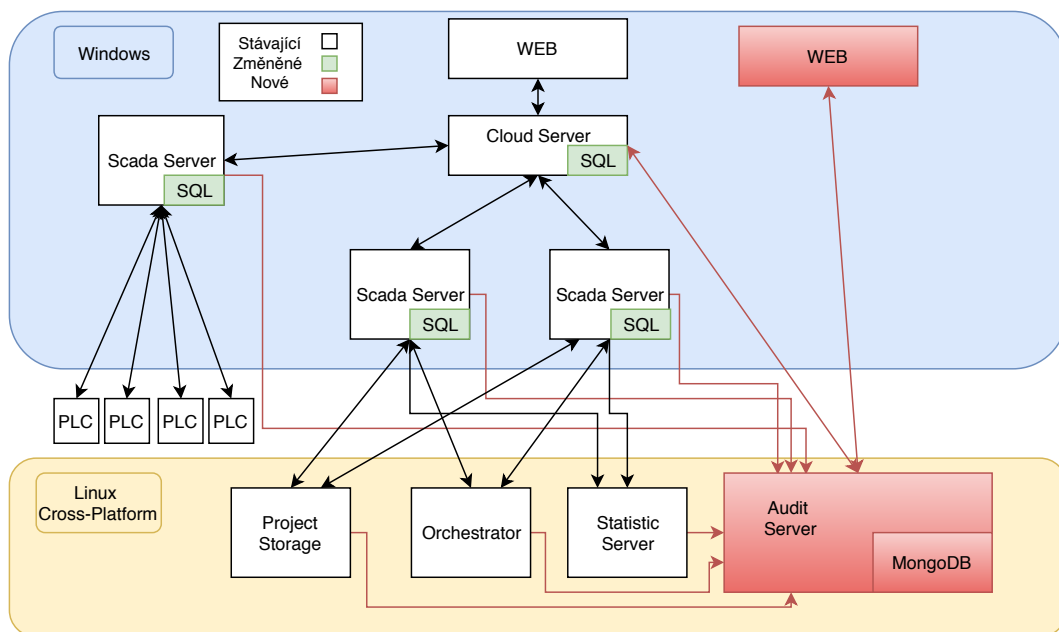 Windows
Stávající
Změněné
Nové
WEB
WEB
Cloud Server
SQL
Scada Server
SQL
Scada Server
SQL
Scada Server
SQL
PLC
PLC
PLC
PLC
Linux
Cross-Platform
Project
Storage
Orchestrator
Statistic
Server
Audit
Server
MongoDB